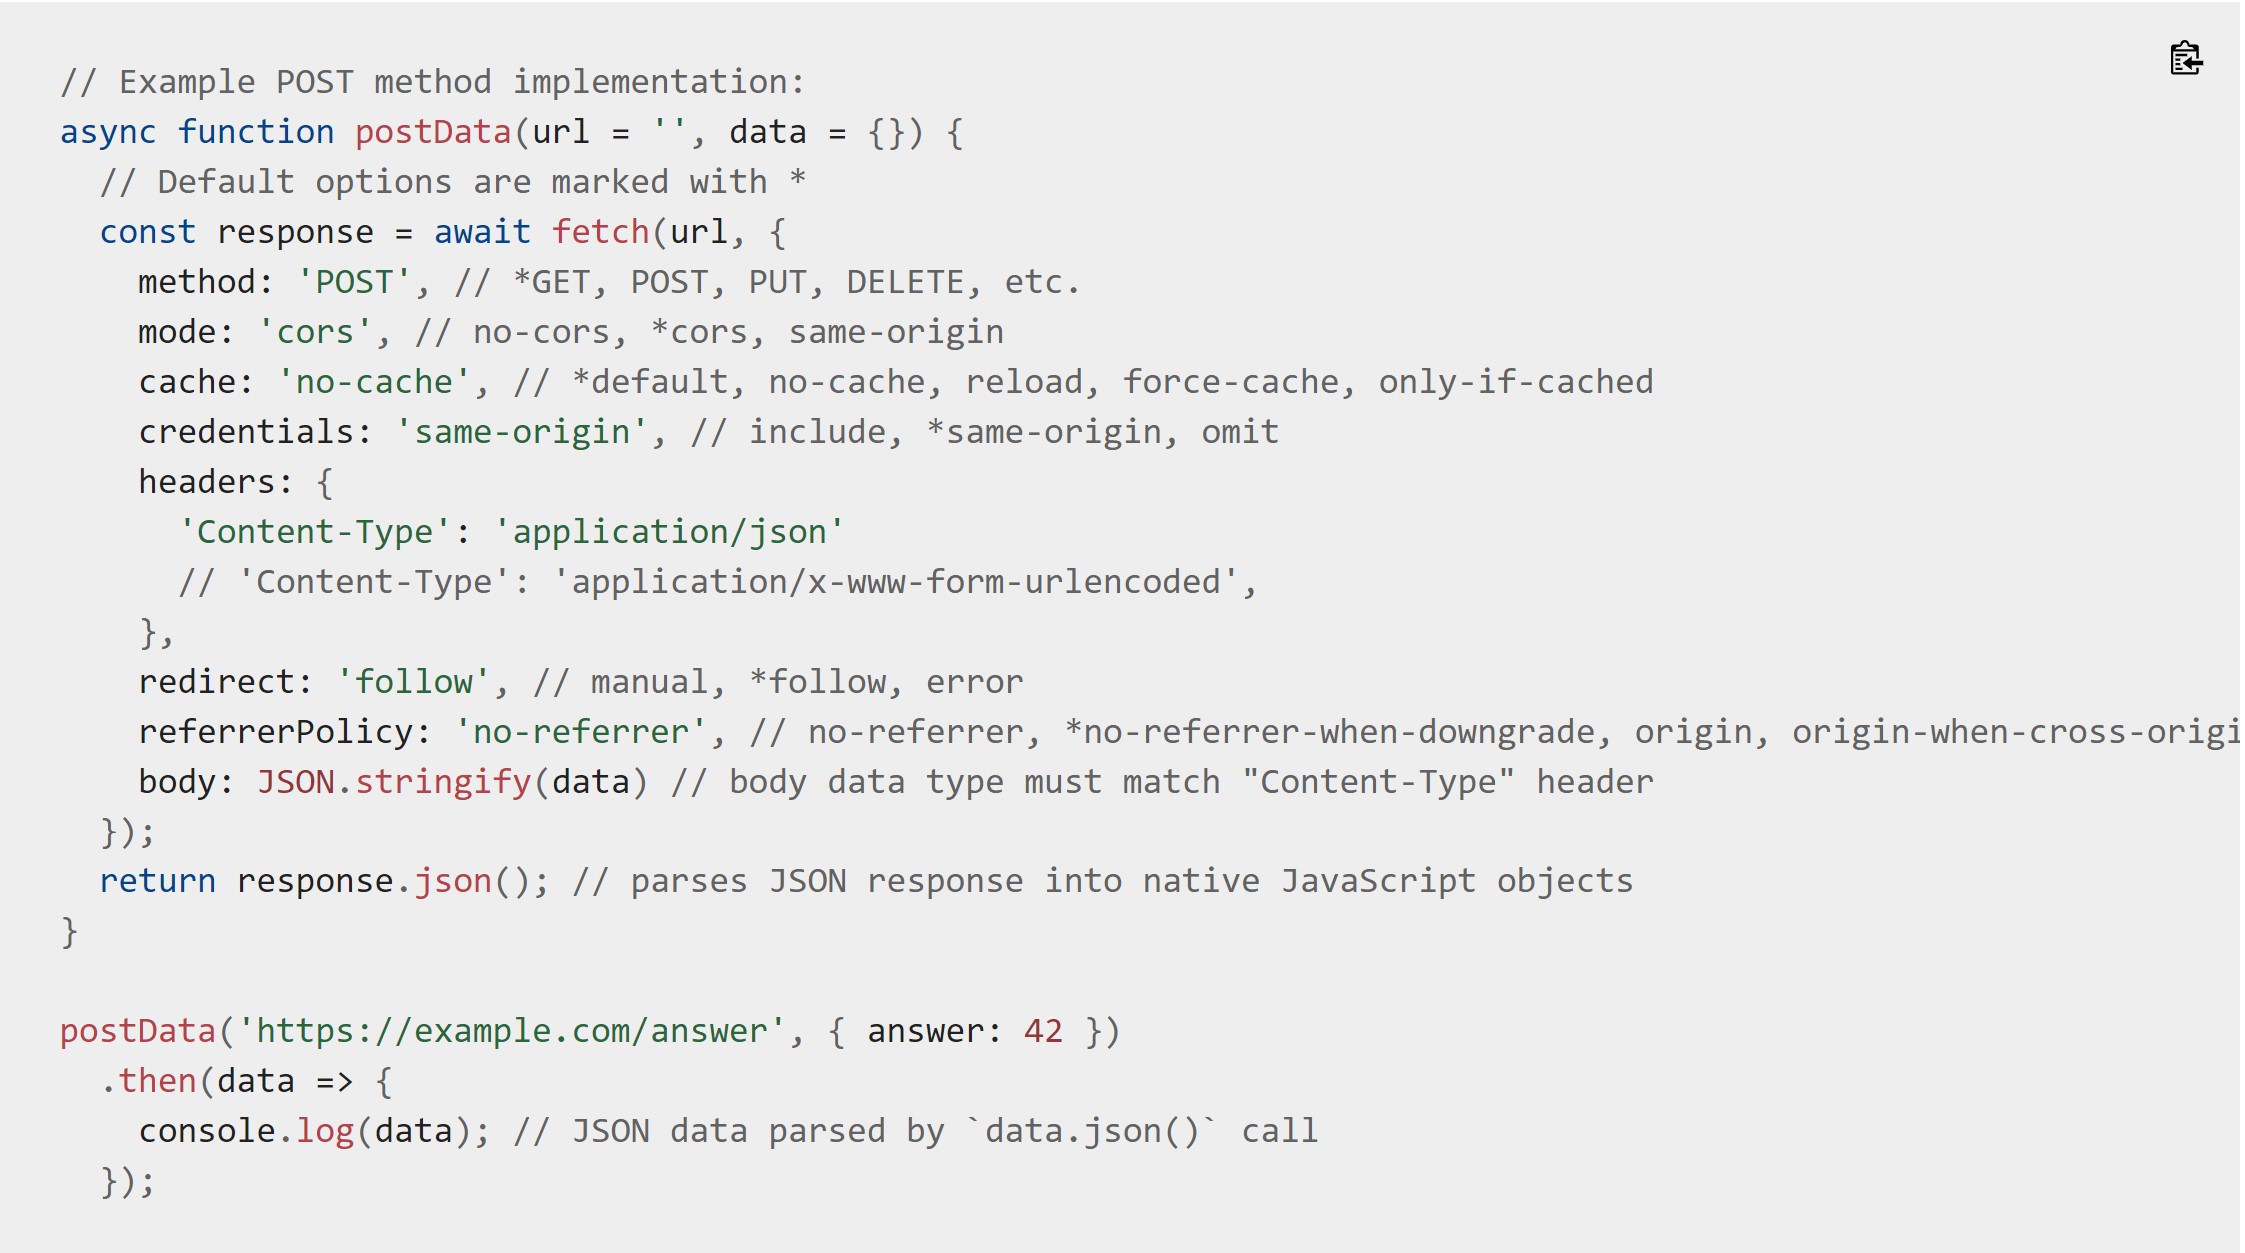 // Example POST method implementation:
async function postData(url = '', data = {}) {
  // Default options are marked with *
  const response = await fetch(url, {
    method: 'POST', // *GET, POST, PUT, DELETE, etc.
    mode: 'cors', // no-cors, *cors, same-origin
    cache: 'no-cache', // *default, no-cache, reload, force-cache, only-if-cached
    credentials: 'same-origin', // include, *same-origin, omit
    headers: {
      'Content-Type': 'application/json'
      // 'Content-Type': 'application/x-www-form-urlencoded',
    },
    redirect: 'follow', // manual, *follow, error
    referrerPolicy: 'no-referrer', // no-referrer, *no-referrer-when-downgrade, origin, origin-when-cross-origi
    body: JSON.stringify(data) // body data type must match "Content-Type" header
  });
  return response.json(); // parses JSON response into native JavaScript objects
}

postData('https://example.com/answer', { answer: 42 })
  .then(data => {
    console.log(data); // JSON data parsed by `data.json()` call
  });